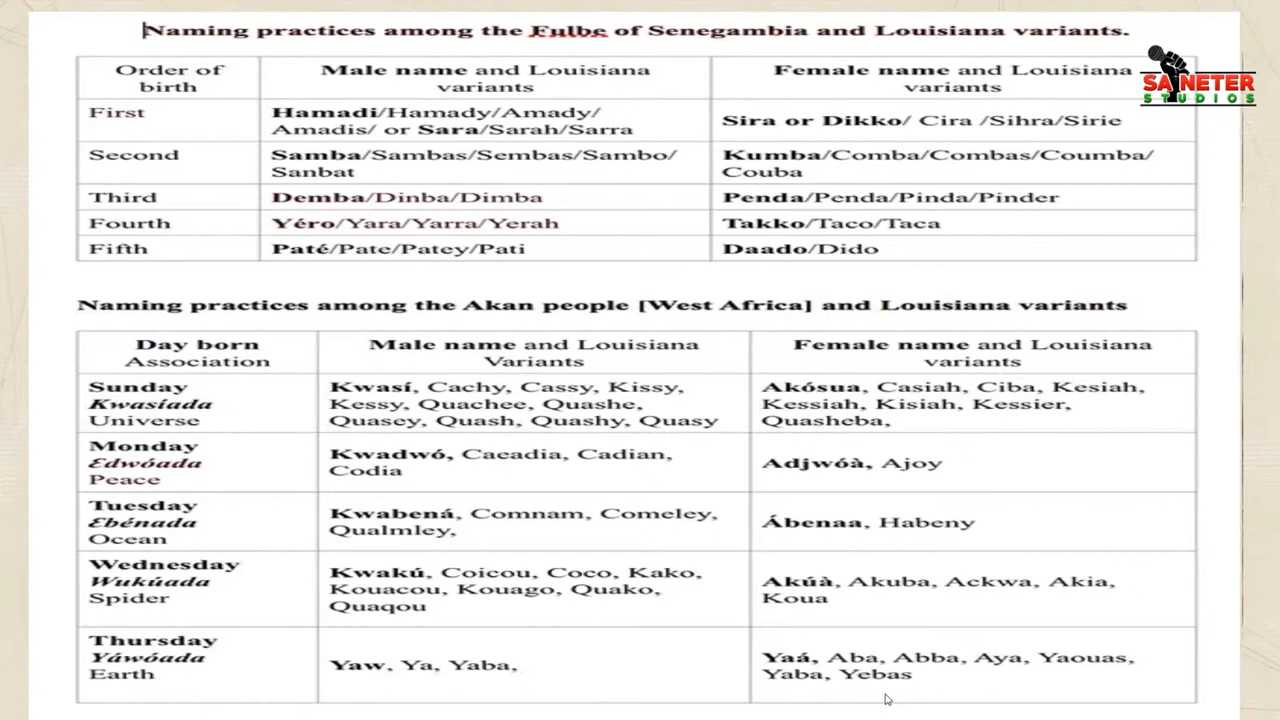 Naming practices among the Fulbe of Senegambia and Louisiana variants.
Order of birth
Male name and Louisiana variants
Female name and Louisiana variants
First
Hamadi/Hamady/Amady/
Amadis/ or Sara/Sarah/Sarra
Sira or Dikko/ Cira /Sihra/Sirie
Second
Samba/Sambas/Sembas/Sambo/
Sanbat
Kumba/Comba/Combas/Coumba/
Couba
Third
Demba/Dinba/Dimba
Penda/Penda/Pinda/Pinder
Fourth
Yéro/Yara/Yarra/Yerah
Takko/Taco/Taca
Fifth
Paté/Pate/Patey/Pati
Daado/Dido
SA NETER
STUDIOS
Naming practices among the Akan people [West Africa] and Louisiana variants
Day born
Association
Male name and Louisiana
Variants
Female name and Louisiana
variants
Sunday
Kwasíada
Universe
Kwasí, Cachy, Cassy, Kissy,
Kessy, Quachee, Quashe,
Quasey, Quash, Quashy, Quasy
Akósua, Casiah, Ciba, Kesiah,
Kessiah, Kisiah, Kessier,
Quasheba,
Monday
Ɛdwóada
Peace
Kwadwó, Caeadia, Cadian,
Codia
Adjwóà, Ajoy
Tuesday
Ɛbénada
Ocean
Kwabená, Comnam, Comeley,
Qualmley,
Ábenaa, Habeny
Wednesday
Wukúada
Spider
Kwakú, Coicou, Coco, Kako,
Kouacou, Kouago, Quako,
Quaqou
Akúà, Akuba, Ackwa, Akia,
Koua
Thursday
Yáwóada
Earth
Yaw, Ya, Yaba,
Yaá, Aba, Abba, Aya, Yaouas,
Yaba, Yebas